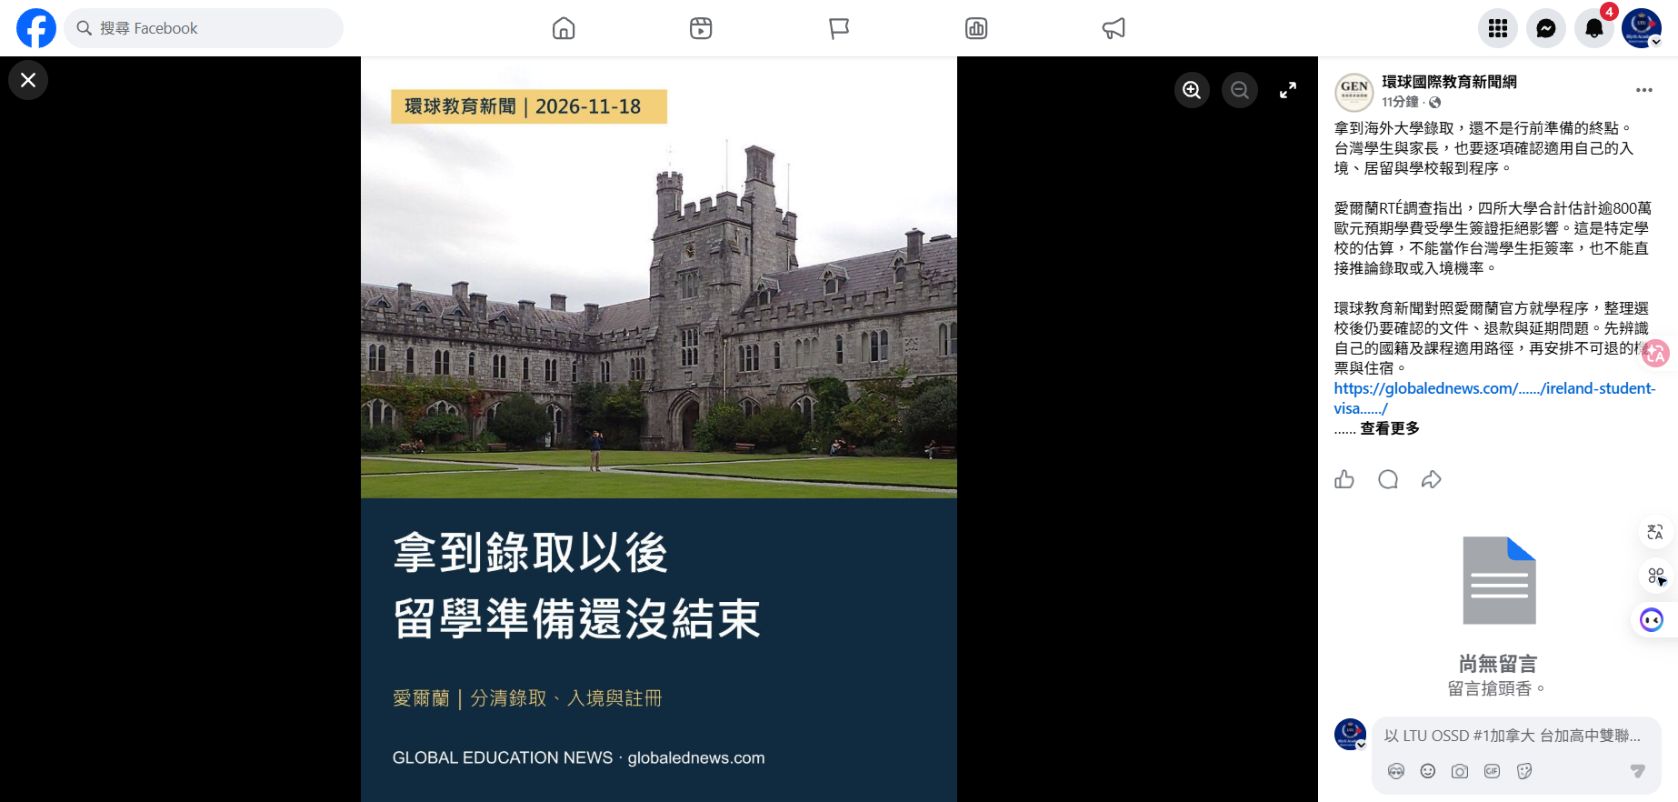 搜尋 Facebook
4
環球教育新聞｜2026-11-18
拿到錄取以後
留學準備還沒結束
愛爾蘭｜分清錄取、入境與註冊
GLOBAL EDUCATION NEWS · globalednews.com
GEN
環球國際教育新聞網
11分鐘 ·
拿到海外大學錄取，還不是行前準備的終點。
台灣學生與家長，也要逐項確認適用自己的入
境、居留與學校報到程序。
愛爾蘭RTÉ調查指出，四所大學合計估計逾800萬
歐元預期學費受學生簽證拒絕影響。這是特定學
校的估算，不能當作台灣學生拒簽率，也不能直
接推論錄取或入境機率。
環球教育新聞對照愛爾蘭官方就學程序，整理選
校後仍要確認的文件、退款與延期問題。先辨識
自己的國籍及課程適用路徑，再安排不可退的
票與住宿。
https://globalednews.com/....../ireland-student-
visa....../
...... 查看更多
尚無留言
留言搶頭香。
以 LTU OSSD #1加拿大 台加高中雙聯...
GIF